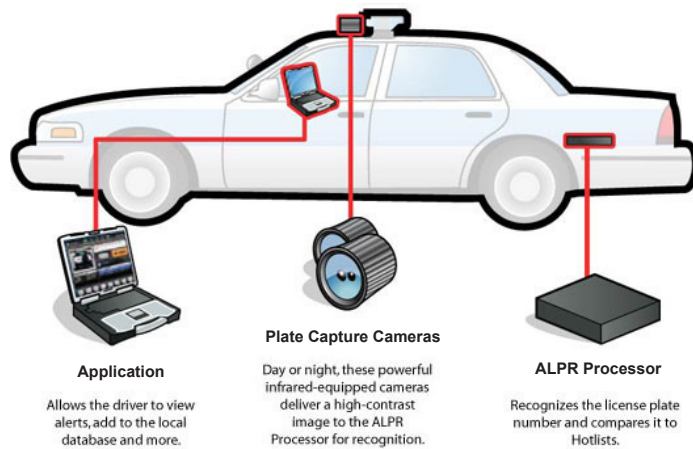 Application
Allows the driver to view
alerts, add to the local
database and more.
Plate Capture Cameras
Day or night, these powerful
infrared-equipped cameras
deliver a high-contrast
image to the ALPR
Processor for recognition.
ALPR Processor
Recognizes the license plate
number and compares it to
Hotlists.